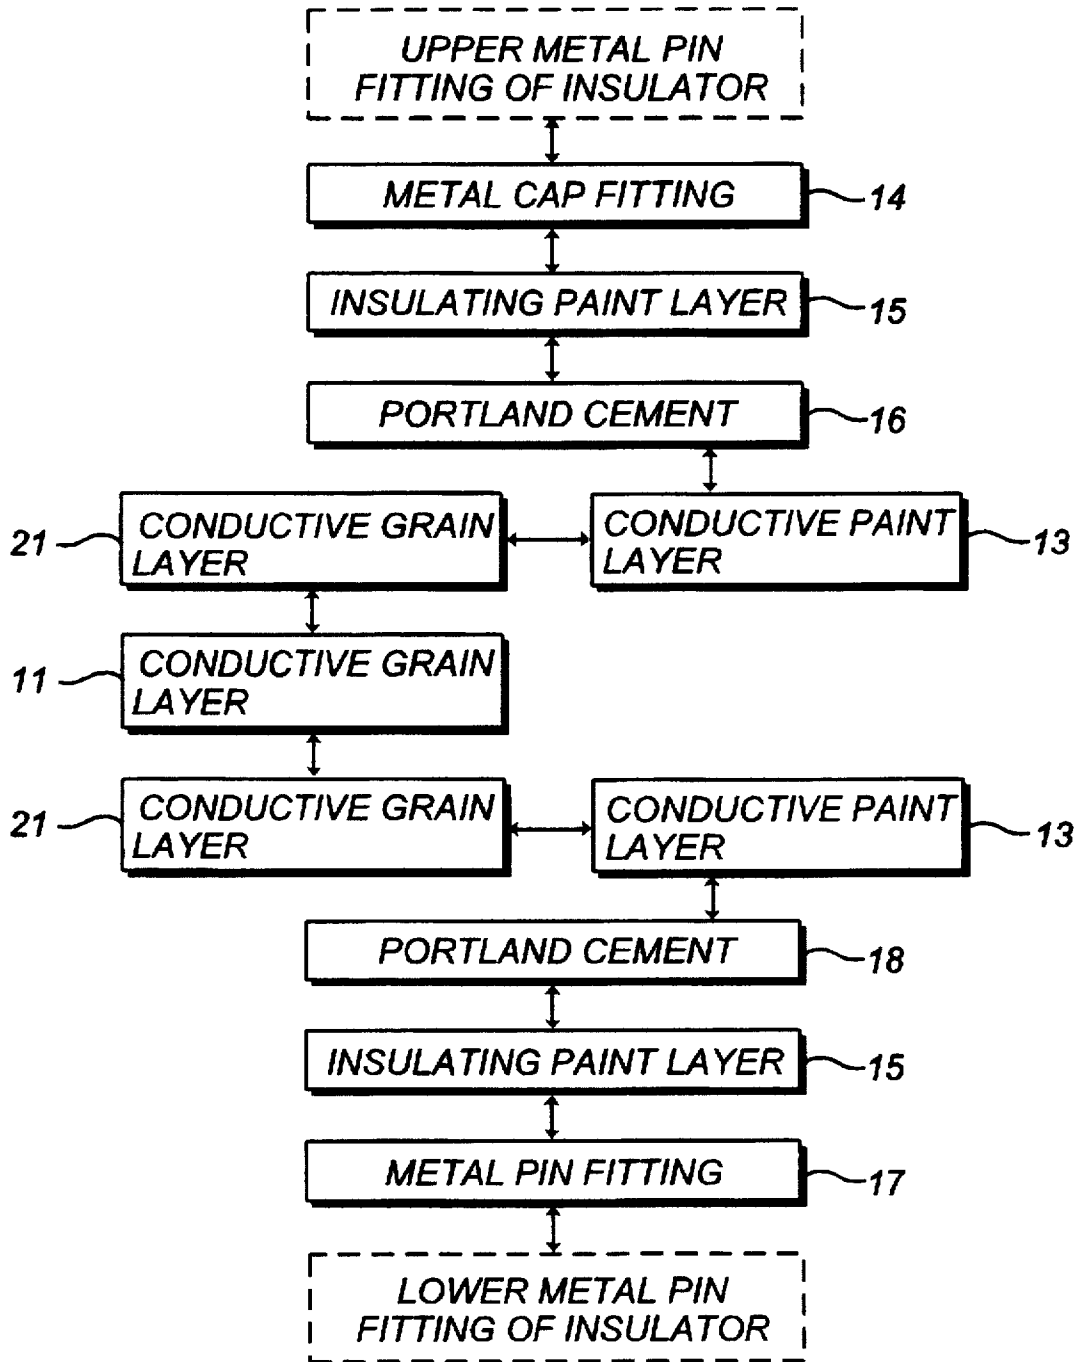 UPPER METAL PIN
FITTING OF INSULATOR
METAL CAP FITTING
14
INSULATING PAINT LAYER
15
PORTLAND CEMENT
16
21
CONDUCTIVE GRAIN
LAYER
CONDUCTIVE PAINT
LAYER
13
11
CONDUCTIVE GRAIN
LAYER
21
CONDUCTIVE GRAIN
LAYER
CONDUCTIVE PAINT
LAYER
13
PORTLAND CEMENT
18
INSULATING PAINT LAYER
15
METAL PIN FITTING
17
LOWER METAL PIN
FITTING OF INSULATOR